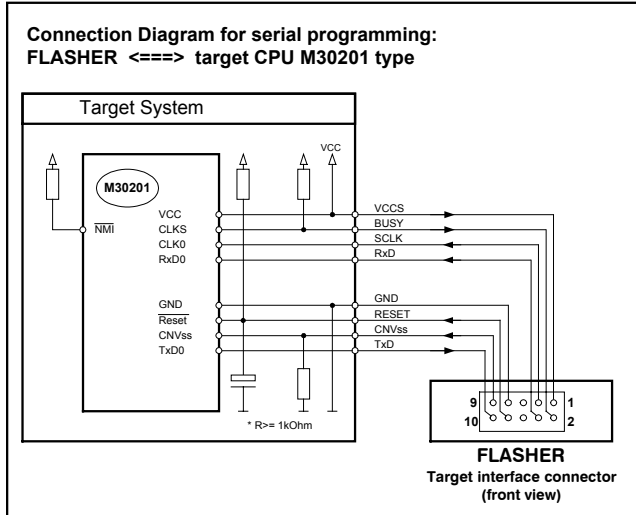 Connection Diagram for serial programming:
FLASHER <===> target CPU M30201 type
Target System
VCC
M30201
NMI
VCC
CLKS
CLK0
RxD0
GND
Reset
CNVss
TxD0
VCCS
BUSY
SCLK
RxD
GND
RESET
CNVss
TxD
* R>= 1kOhm
9
1
10
2
FLASHER
Target interface connector
(front view)